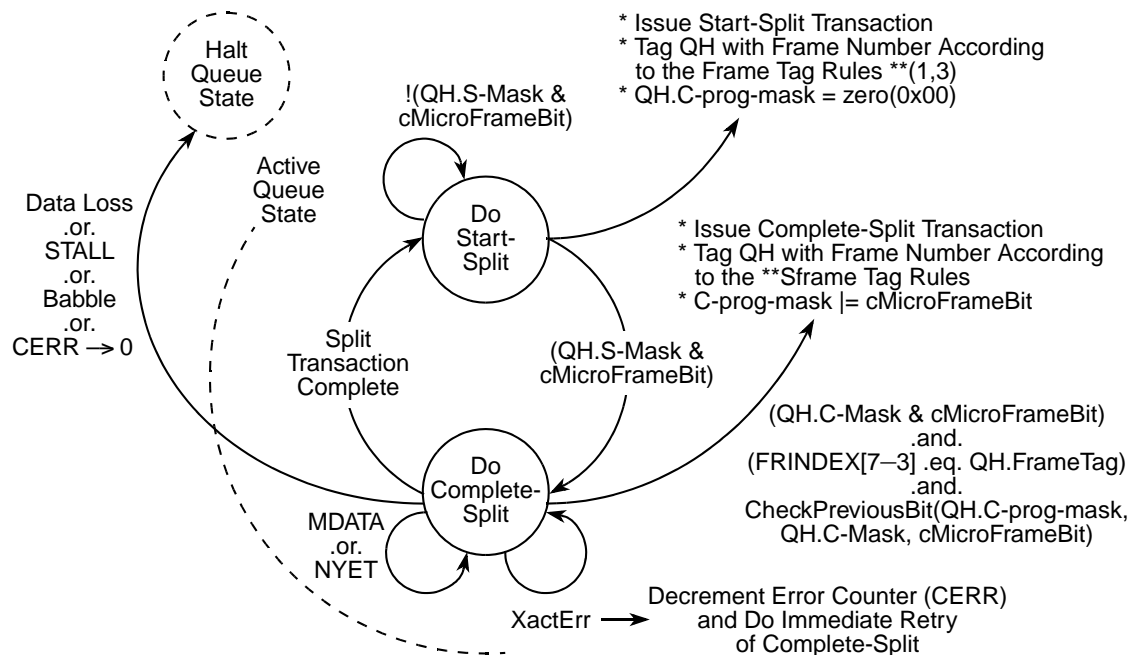 Halt
Queue
State
* Issue Start-Split Transaction
* Tag QH with Frame Number According
to the Frame Tag Rules **(1,3)
* QH.C-prog-mask = zero(0x00)
!(QH.S-Mask &
cMicroFrameBit)
Active
Queue
State
Data Loss
.or.
STALL
.or.
Babble
.or.
CERR → 0
Do
Start-
Split
* Issue Complete-Split Transaction
* Tag QH with Frame Number According
to the **Sframe Tag Rules
* C-prog-mask |= cMicroFrameBit
Split
Transaction
Complete
(QH.S-Mask &
cMicroFrameBit)
(QH.C-Mask & cMicroFrameBit)
.and.
(FRINDEX[7–3] .eq. QH.FrameTag)
.and.
CheckPreviousBit(QH.C-prog-mask,
QH.C-Mask, cMicroFrameBit)
Do
Complete-
Split
MDATA
.or.
NYET
XactErr → Decrement Error Counter (CERR)
and Do Immediate Retry
of Complete-Split